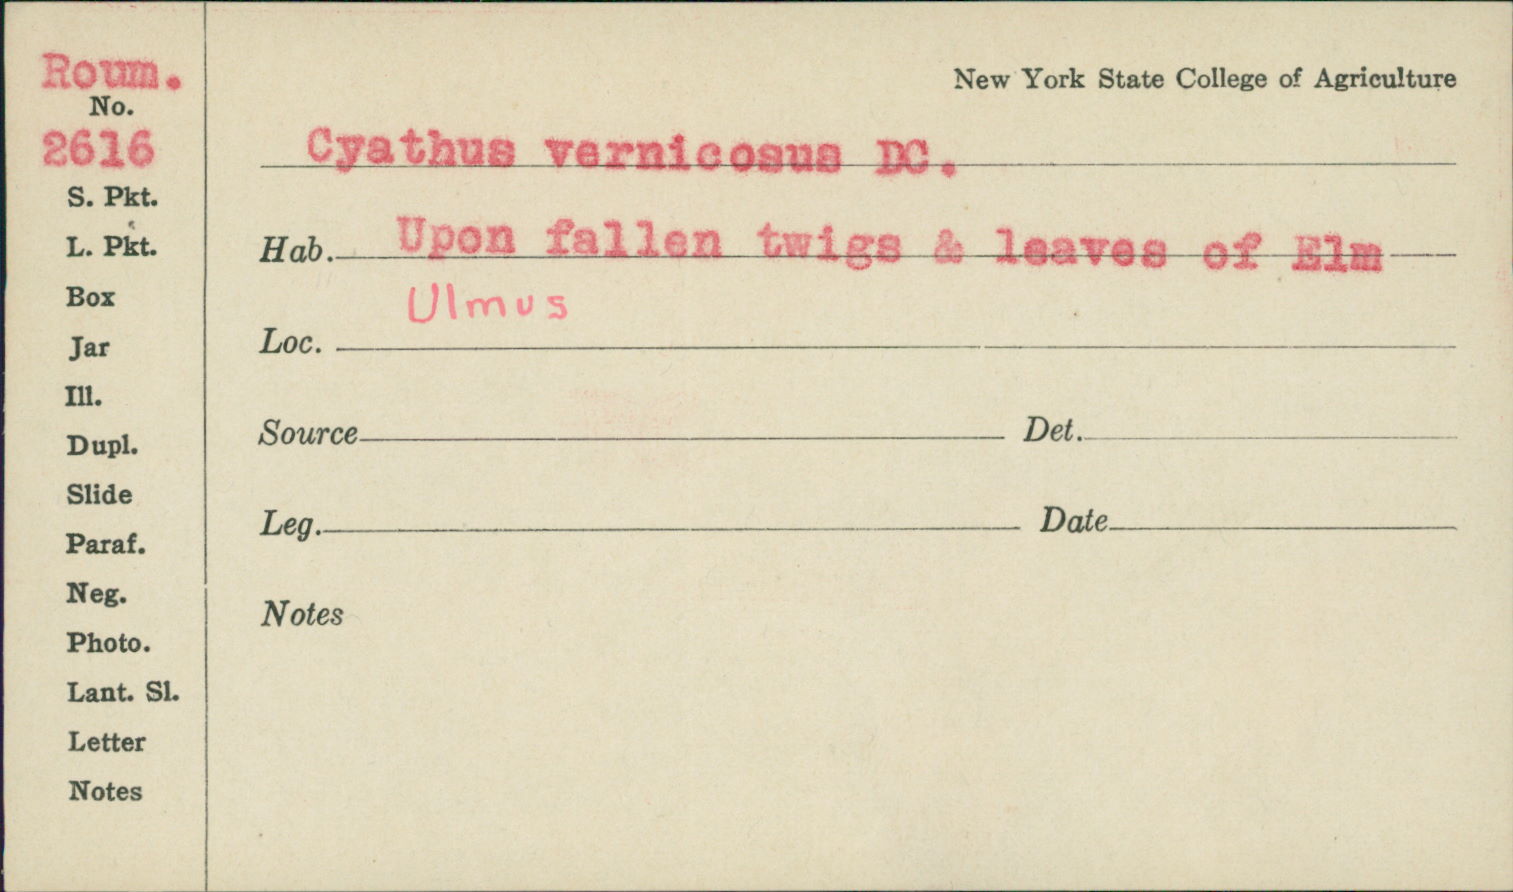 Roum.
No.
2616
S. Pkt.
L. Pkt.
Box
Jar
Ill.
Dupl.
Slide
Paraf.
Neg.
Photo.
Lant. Sl.
Letter
Notes
New York State College of Agriculture
Cyathus vernicosus DC.
Hab. Upon fallen twigs & leaves of Elm
Ulmus
Loc.
Source Det.
Leg. Date
Notes